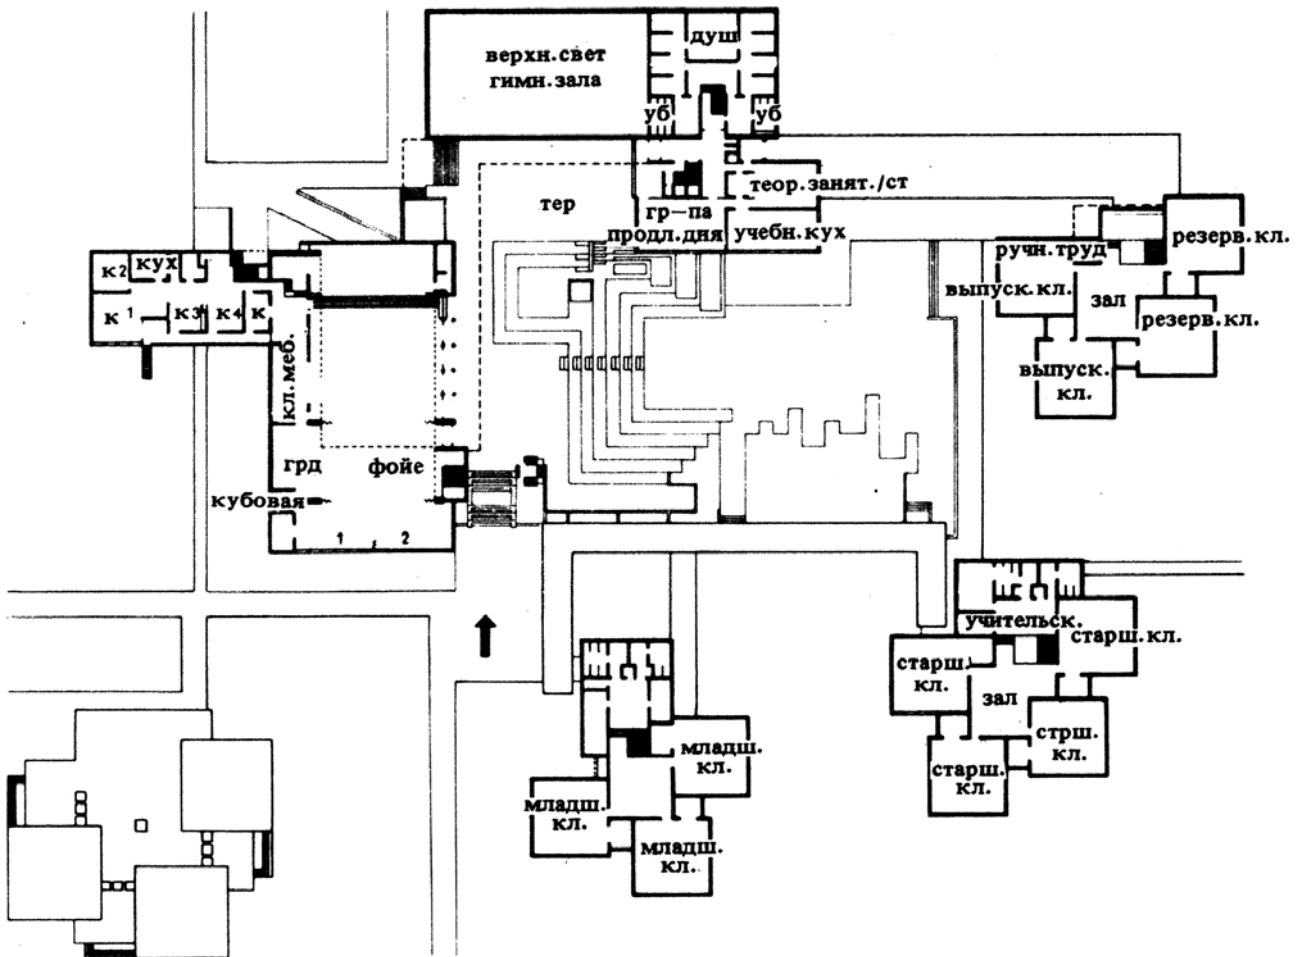 верхн.свет
гимн.зала
душ
уб
уб
теор.занят./ст
тер
гр-па
продл.дня
учебн.кух
резерв.кл.
ручн.труд
выпуск.кл.
зал
резерв.кл.
выпуск.
кл.
к2
кух
к 1
к3
к4
к
кл.меб.
грд
фойе
кубовая
1
2
учительск.
старш.кл.
старш.
кл.
зал
стрш.
кл.
старш.
кл.
младш.
кл.
младш.
кл.
младш.
кл.